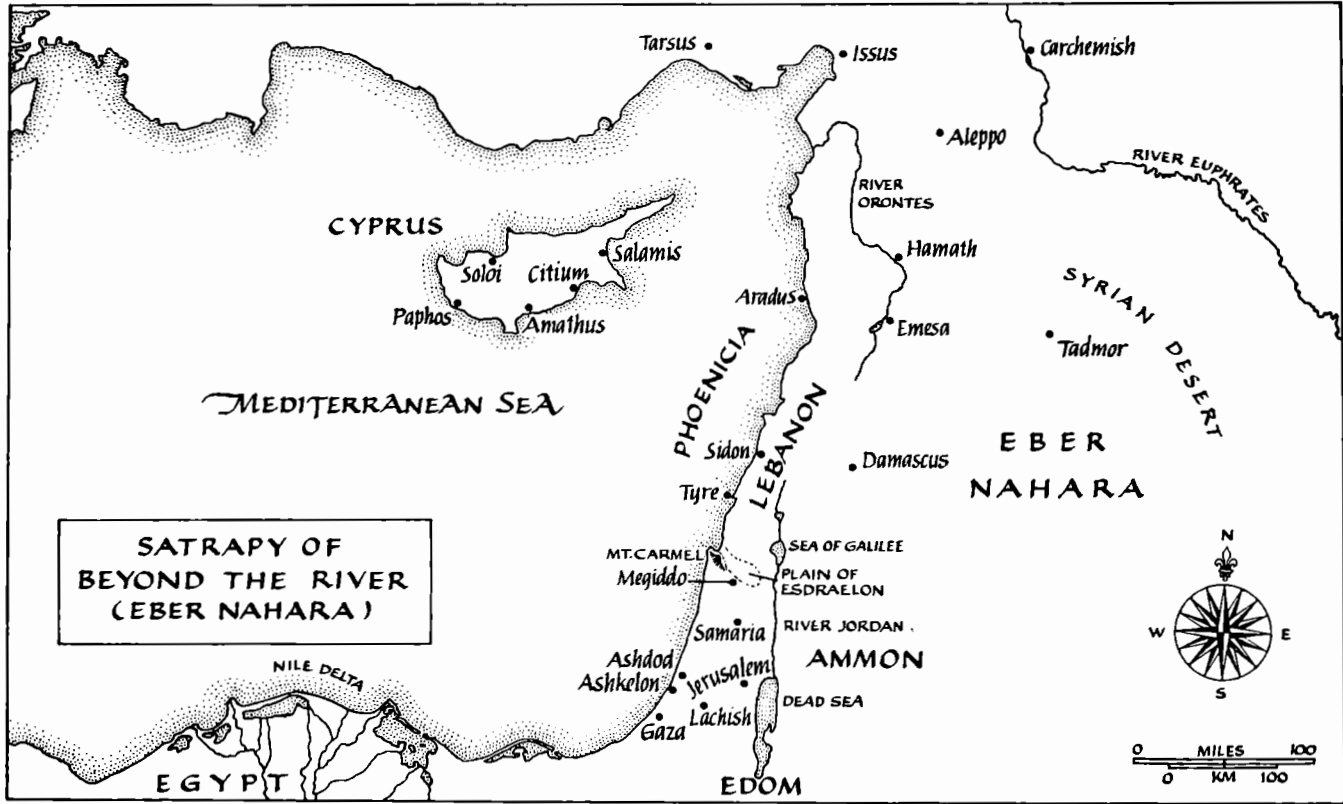 Tarsus
Issus
Carchemish
Aleppo
RIVER EUPHRATES
RIVER
ORONTES
CYPRUS
Soloi
Citium
Salamis
Paphos
Amathus
Hamath
Aradus
Emesa
SYRIAN DESERT
Tadmor
PHOENICIA
LEBANON
MEDITERRANEAN SEA
EBER
NAHARA
Sidon
Damascus
Tyre
SATRAPY OF
BEYOND THE RIVER
(EBER NAHARA)
MT. CARMEL
SEA OF GALILEE
Megiddo
PLAIN OF
ESDRAELON
Samaria
RIVER JORDAN
AMMON
Ashdod
Ashkelon
Jerusalem
DEAD SEA
Lachish
Gaza
NILE DELTA
EGYPT
EDOM
N
W
E
S
0 MILES 100
0 KM 100